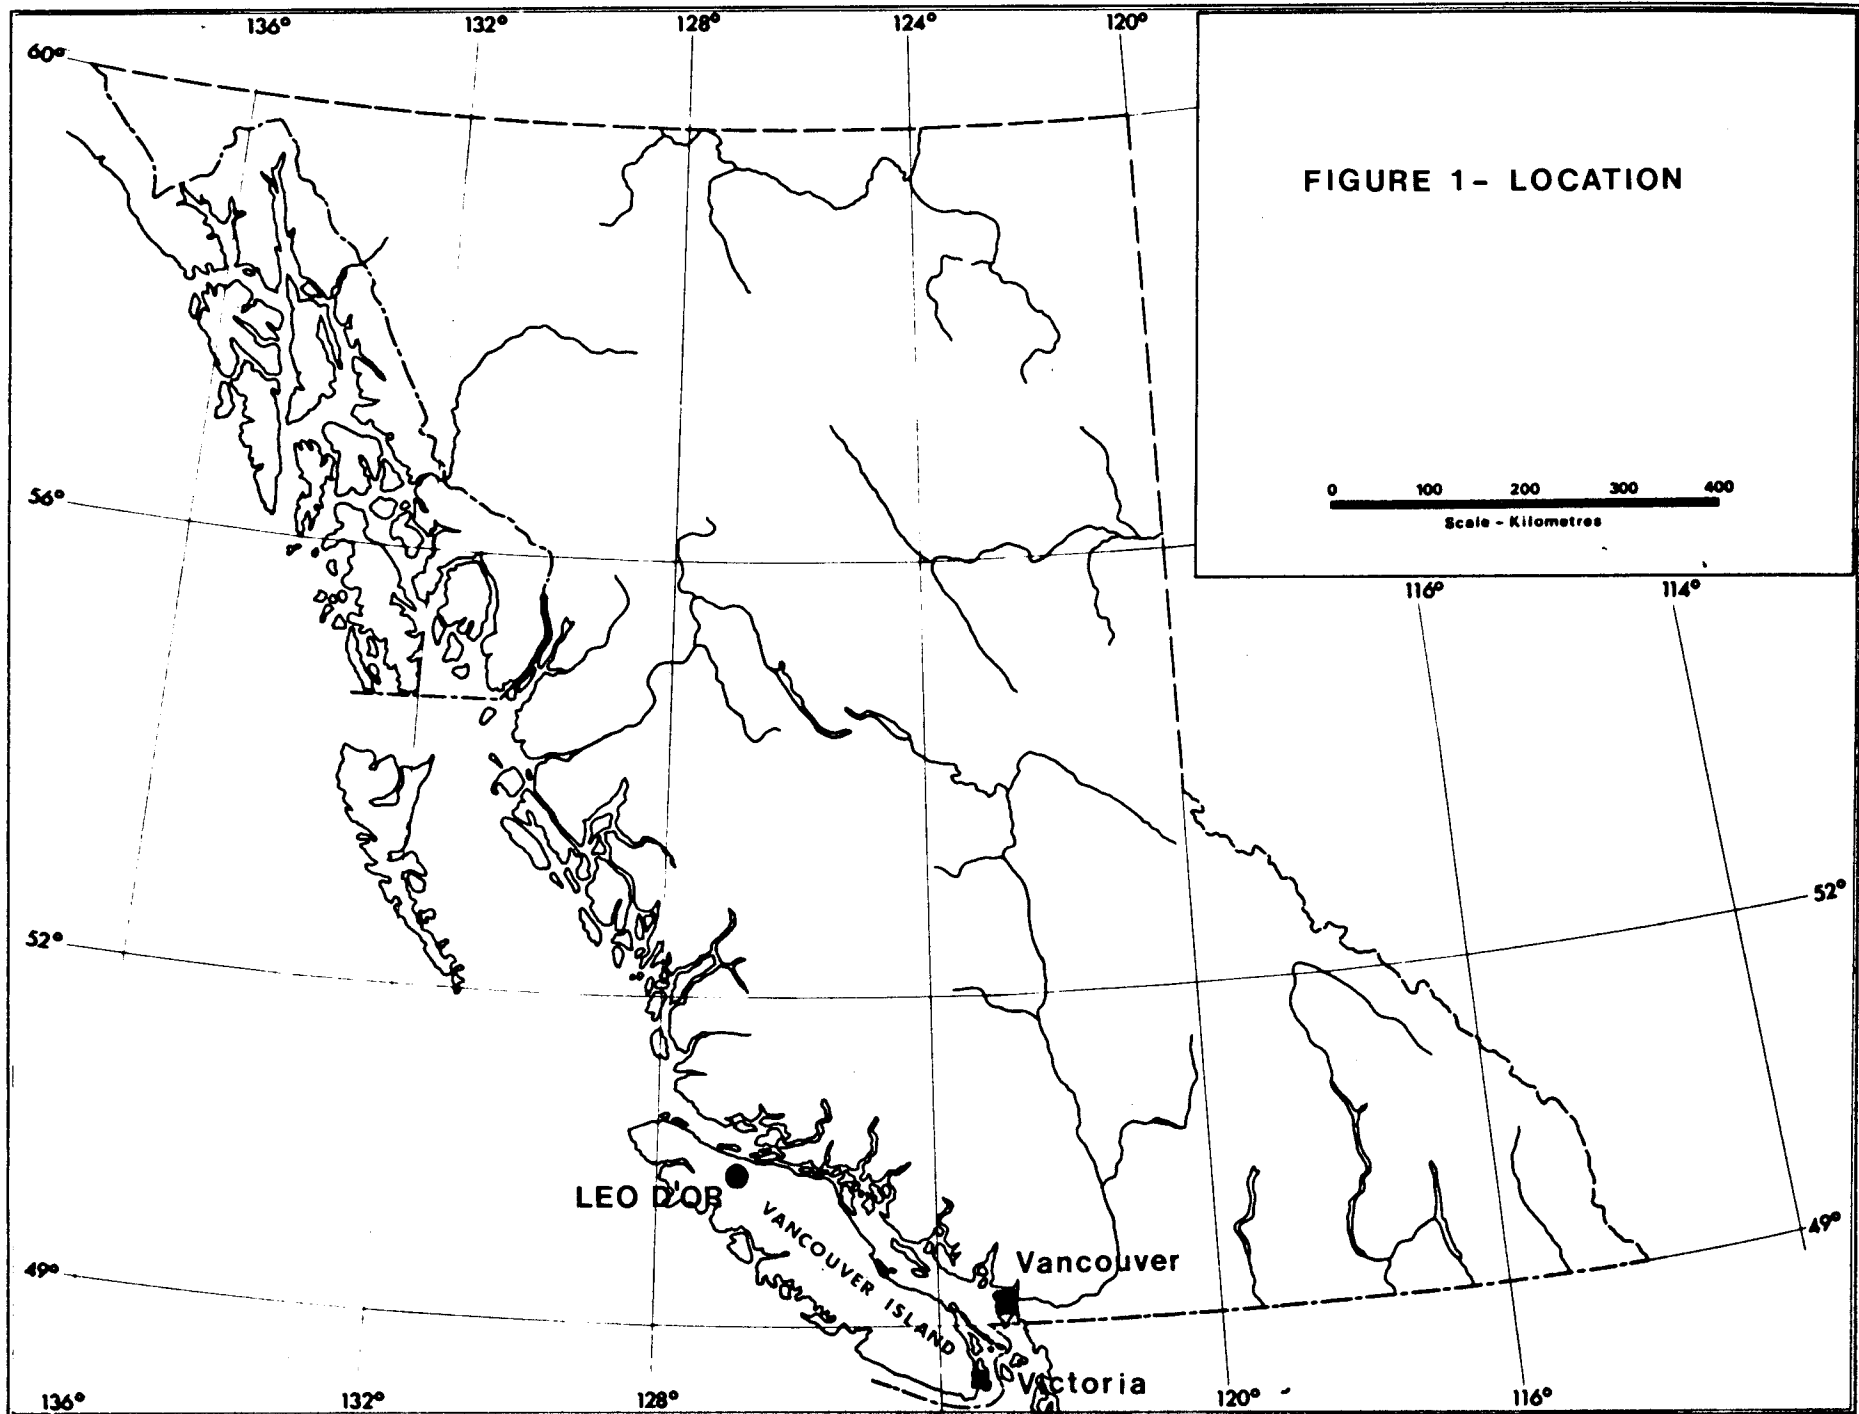 136° 132° 128° 124° 120°
60°
FIGURE 1- LOCATION
0 100 200 300 400
Scale - Kilometres
56°
116° 114°
52°
52°
LEO D'OR
VANCOUVER ISLAND
Vancouver
49°
49°
Victoria
136° 132° 128° 120° 116°